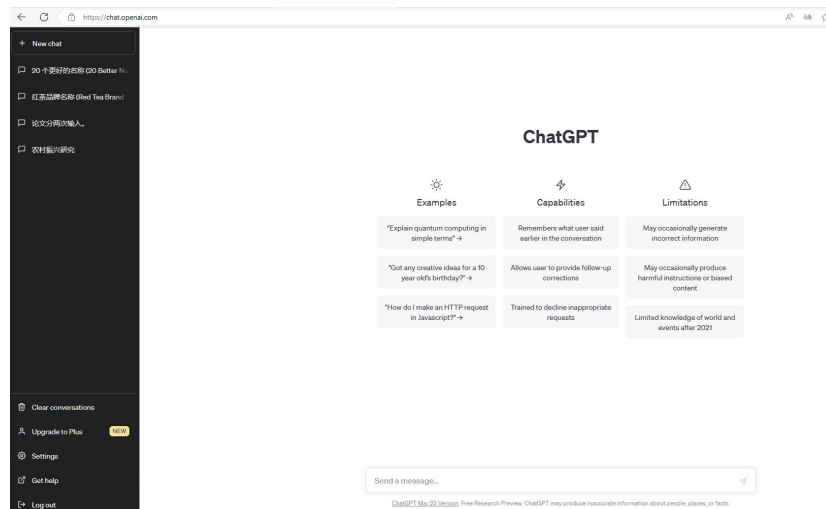 https://chat.openai.com
New chat
20 个更好的名称 (20 Better Na
红茶品牌名称 (Red Tea Brand
论文分两次输入。
农村振兴研究
Clear conversations
Upgrade to Plus NEW
Settings
Get help
Log out
ChatGPT
Examples
"Explain quantum computing in
simple terms" →
"Got any creative ideas for a 10
year old's birthday?" →
"How do I make an HTTP request
in Javascript?" →
Capabilities
Remembers what user said
earlier in the conversation
Allows user to provide follow-up
corrections
Trained to decline inappropriate
requests
Limitations
May occasionally generate
incorrect information
May occasionally produce
harmful instructions or biased
content
Limited knowledge of world and
events after 2021
Send a message...
ChatGPT Mar 23 Version. Free Research Preview. ChatGPT may produce inaccurate information about people, places, or facts.